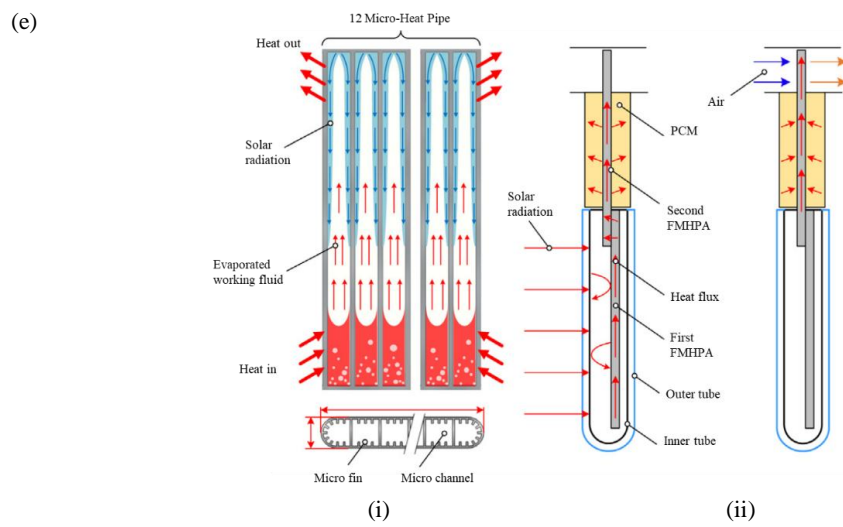 (e)
12 Micro-Heat Pipe
Heat out
Solar
radiation
Evaporated
working fluid
Heat in
Micro fin
Micro channel
(i)
Air
PCM
Second
FMHPA
Solar
radiation
Heat flux
First
FMHPA
Outer tube
Inner tube
(ii)